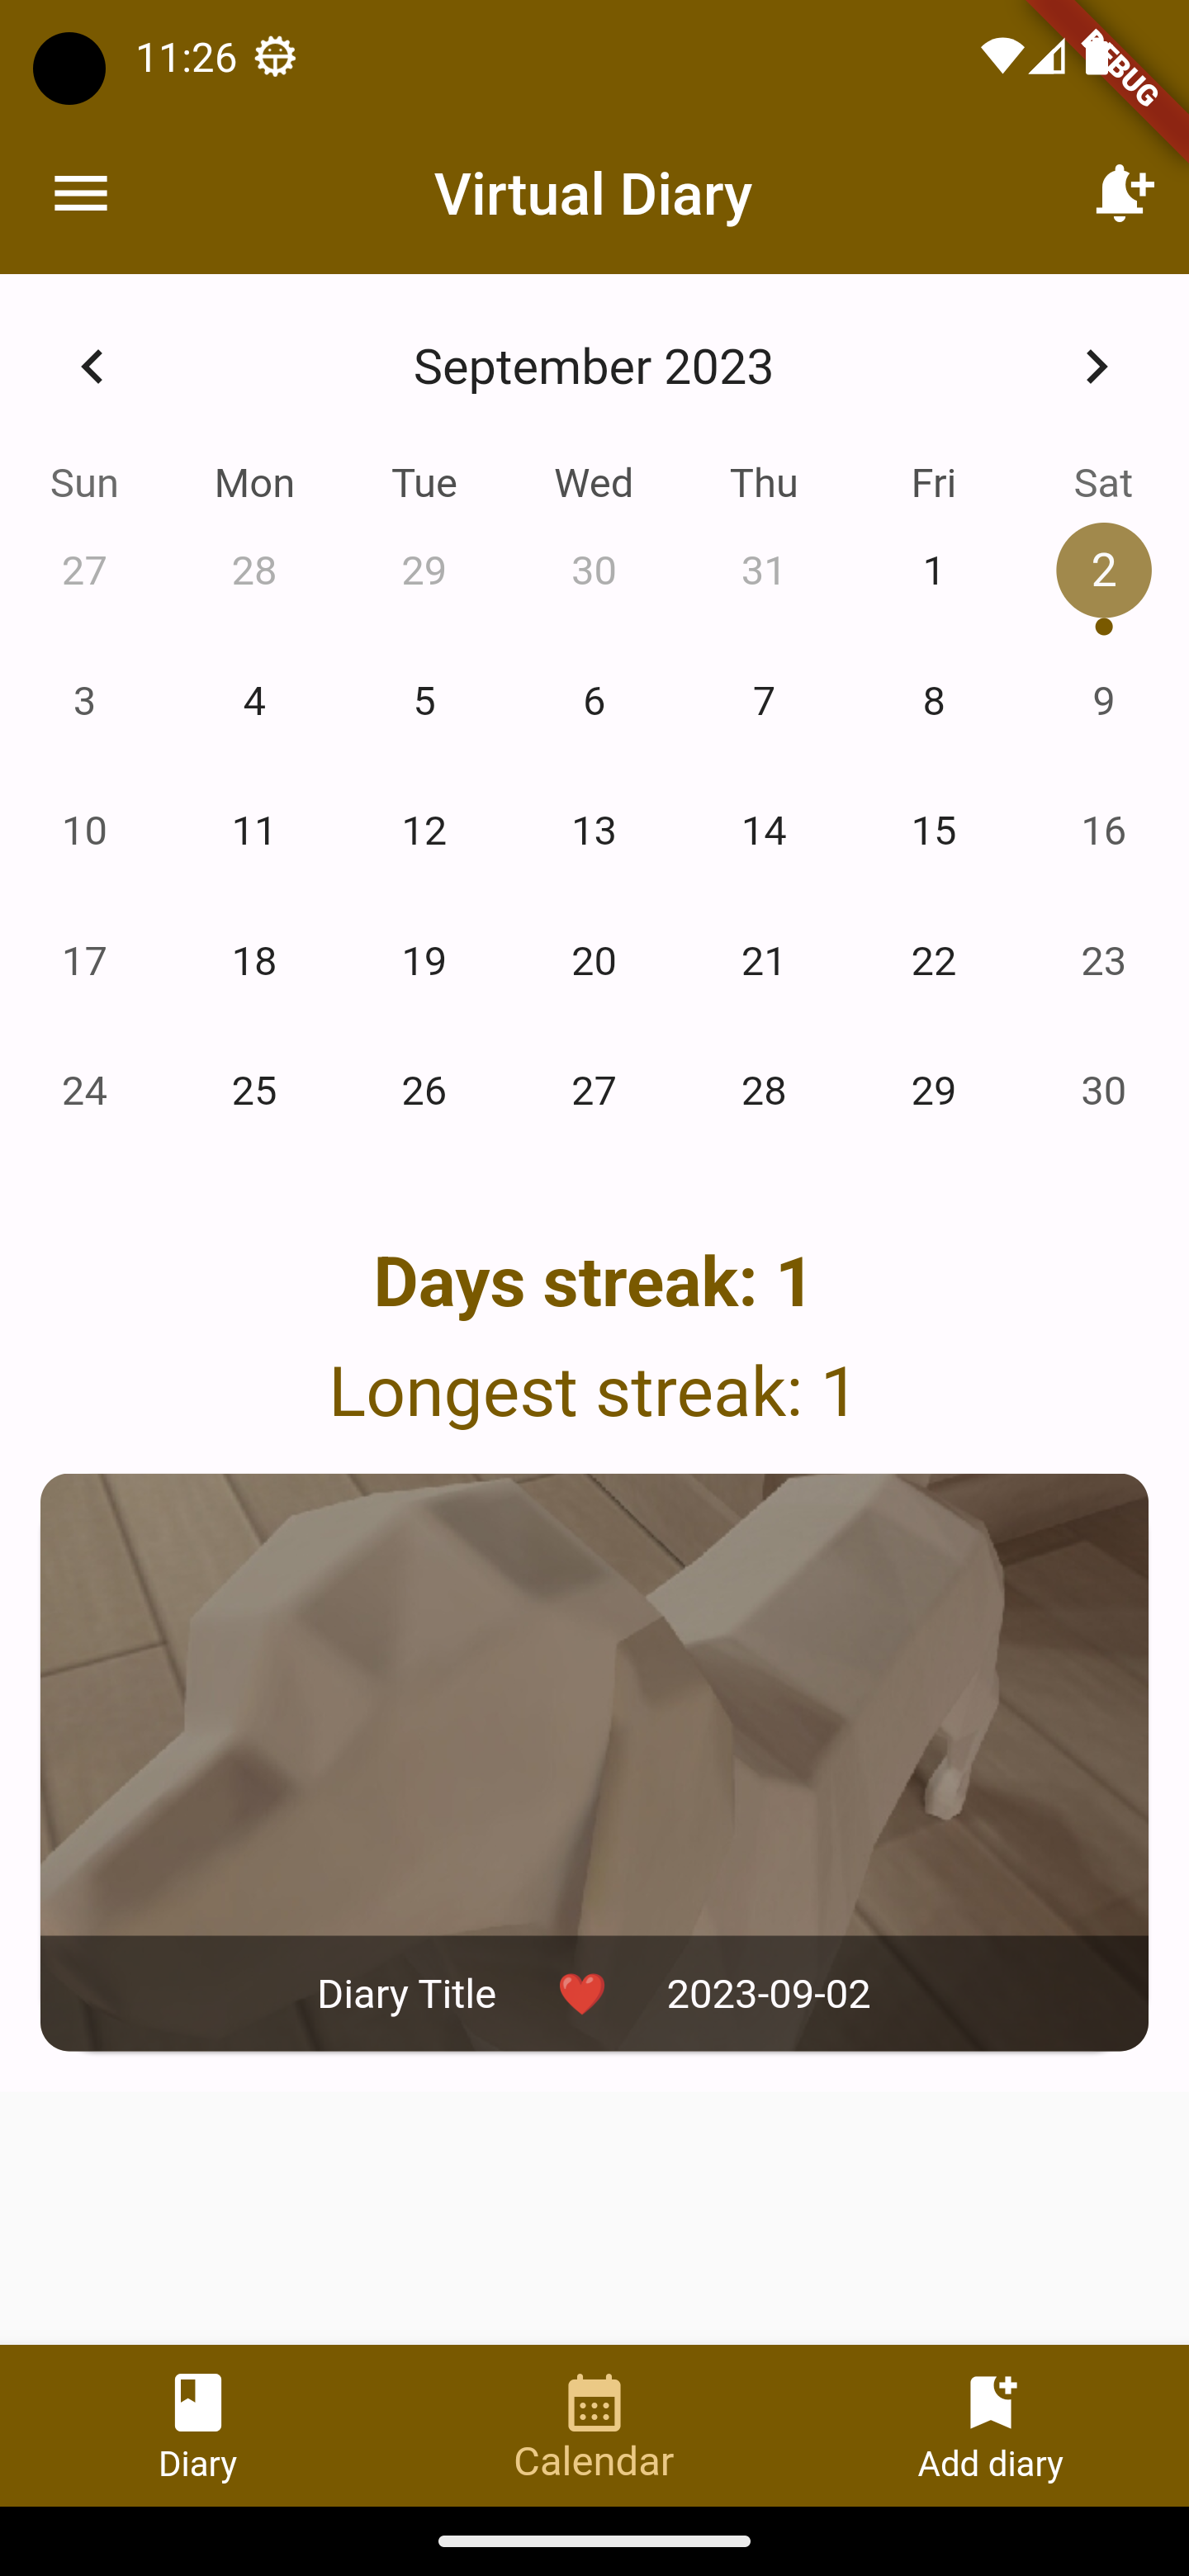 11:26
DEBUG
Virtual Diary
September 2023
Sun Mon Tue Wed Thu Fri Sat
27 28 29 30 31 1 2
3 4 5 6 7 8 9
10 11 12 13 14 15 16
17 18 19 20 21 22 23
24 25 26 27 28 29 30
Days streak: 1
Longest streak: 1
Diary Title ❤️ 2023-09-02
Diary Calendar Add diary